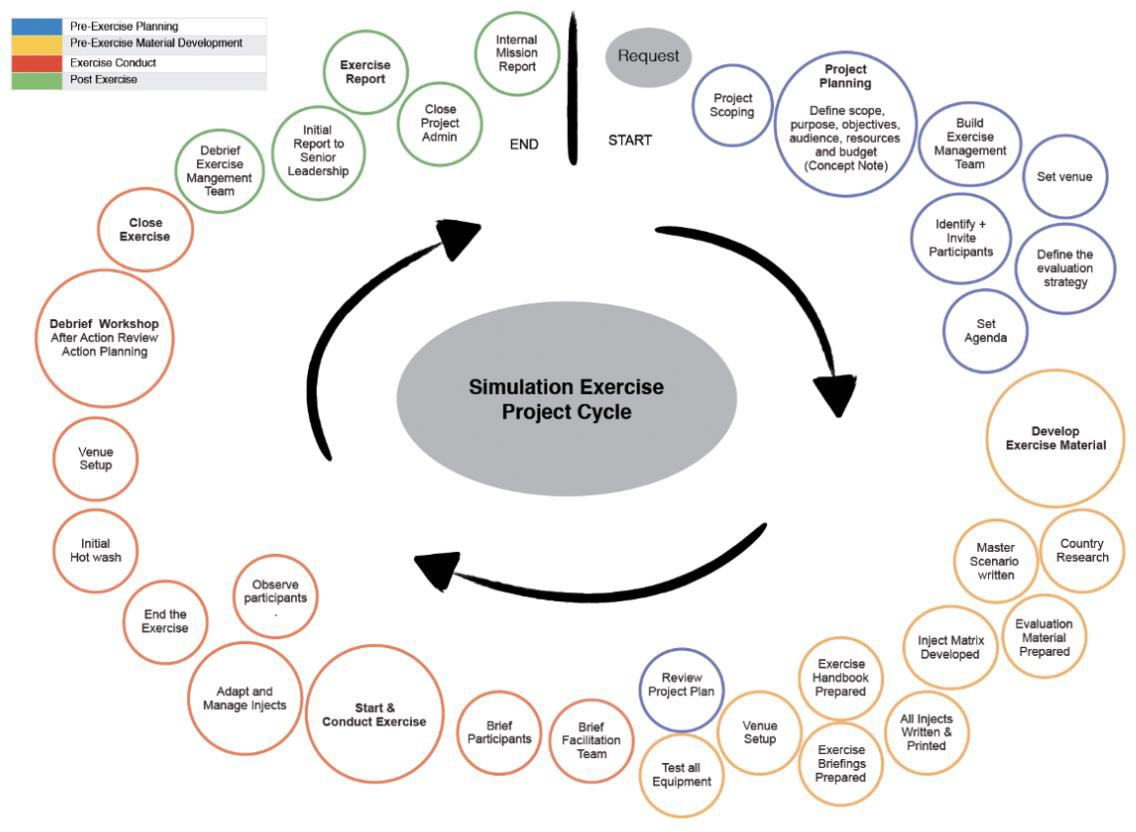 Pre-Exercise Planning
Pre-Exercise Material Development
Exercise Conduct
Post Exercise
Request
START
Project
Scoping
Project
Planning
Define scope,
purpose, objectives,
audience, resources
and budget
(Concept Note)
Build
Exercise
Management
Team
Set venue
Identify +
Invite
Participants
Define the
evaluation
strategy
Set
Agenda
Develop
Exercise Material
Country
Research
Master
Scenario
written
Evaluation
Material
Prepared
Inject Matrix
Developed
All Injects
Written &
Printed
Exercise
Handbook
Prepared
Exercise
Briefings
Prepared
Venue
Setup
Review
Project Plan
Test all
Equipment
Brief
Facilitation
Team
Brief
Participants
Start &
Conduct Exercise
Adapt and
Manage Injects
Observe
participants
.
End the
Exercise
Initial
Hot wash
Venue
Setup
Debrief Workshop
After Action Review
Action Planning
Close
Exercise
Debrief
Exercise
Mangement
Team
Initial
Report to
Senior
Leadership
Exercise
Report
Close
Project
Admin
Internal
Mission
Report
END
Simulation Exercise
Project Cycle